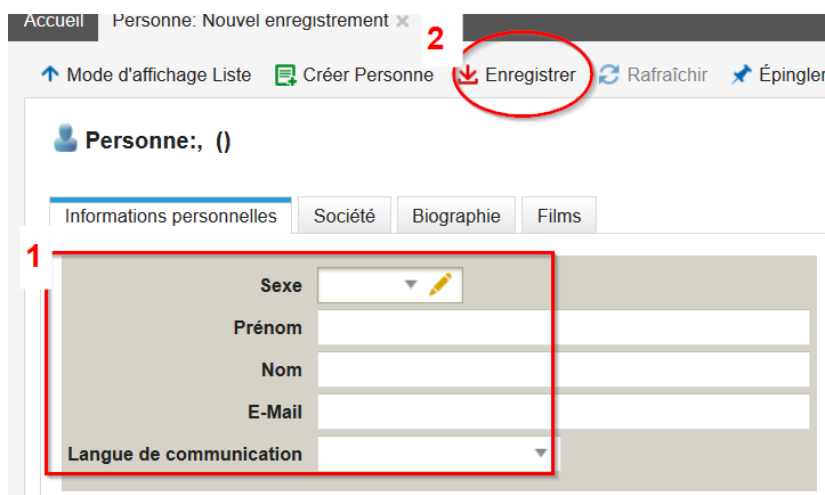 Accueil Personne: Nouvel enregistrement
2
Mode d'affichage Liste Créer Personne Enregistrer Rafraîchir Épingler
Personne:, ()
Informations personnelles Société Biographie Films
1
Sexe
Prénom
Nom
E-Mail
Langue de communication